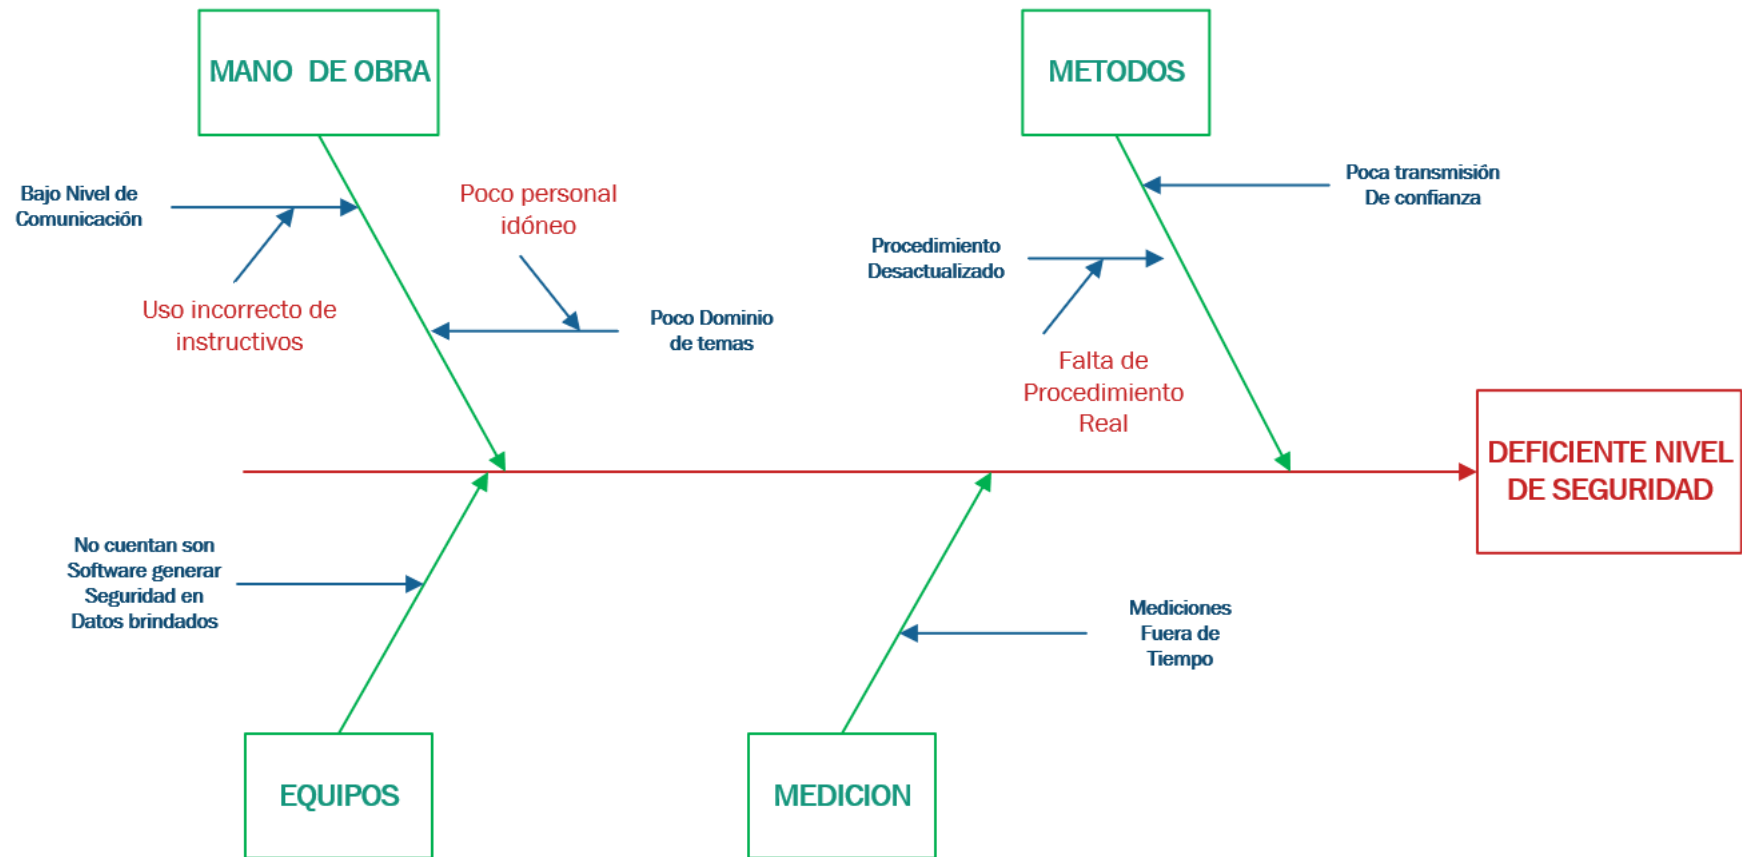 MANO DE OBRA
METODOS
Bajo Nivel de
Comunicación
Poco personal
idóneo
Uso incorrecto de
instructivos
Poco Dominio
de temas
Poca transmisión
De confianza
Procedimiento
Desactualizado
Falta de
Procedimiento
Real
DEFICIENTE NIVEL
DE SEGURIDAD
No cuentan son
Software generar
Seguridad en
Datos brindados
Mediciones
Fuera de
Tiempo
EQUIPOS
MEDICION